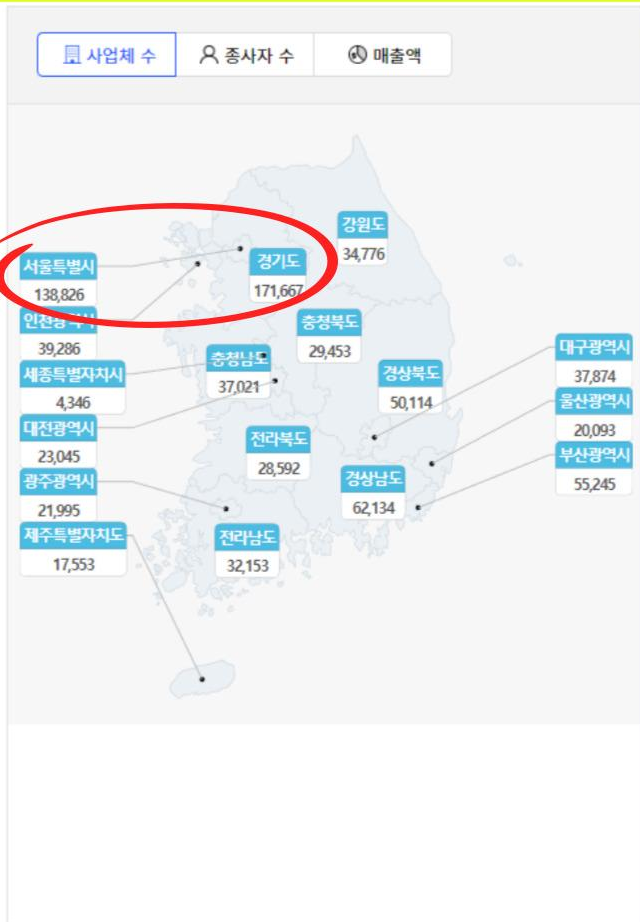 사업체 수
종사자 수
매출액
강원도
34,776
서울특별시
138,826
경기도
171,667
인천광역시
39,286
충청북도
29,453
세종특별자치시
4,346
충청남도
37,021
경상북도
50,114
대구광역시
37,874
울산광역시
20,093
대전광역시
23,045
전라북도
28,592
부산광역시
55,245
광주광역시
21,995
경상남도
62,134
제주특별자치도
17,553
전라남도
32,153